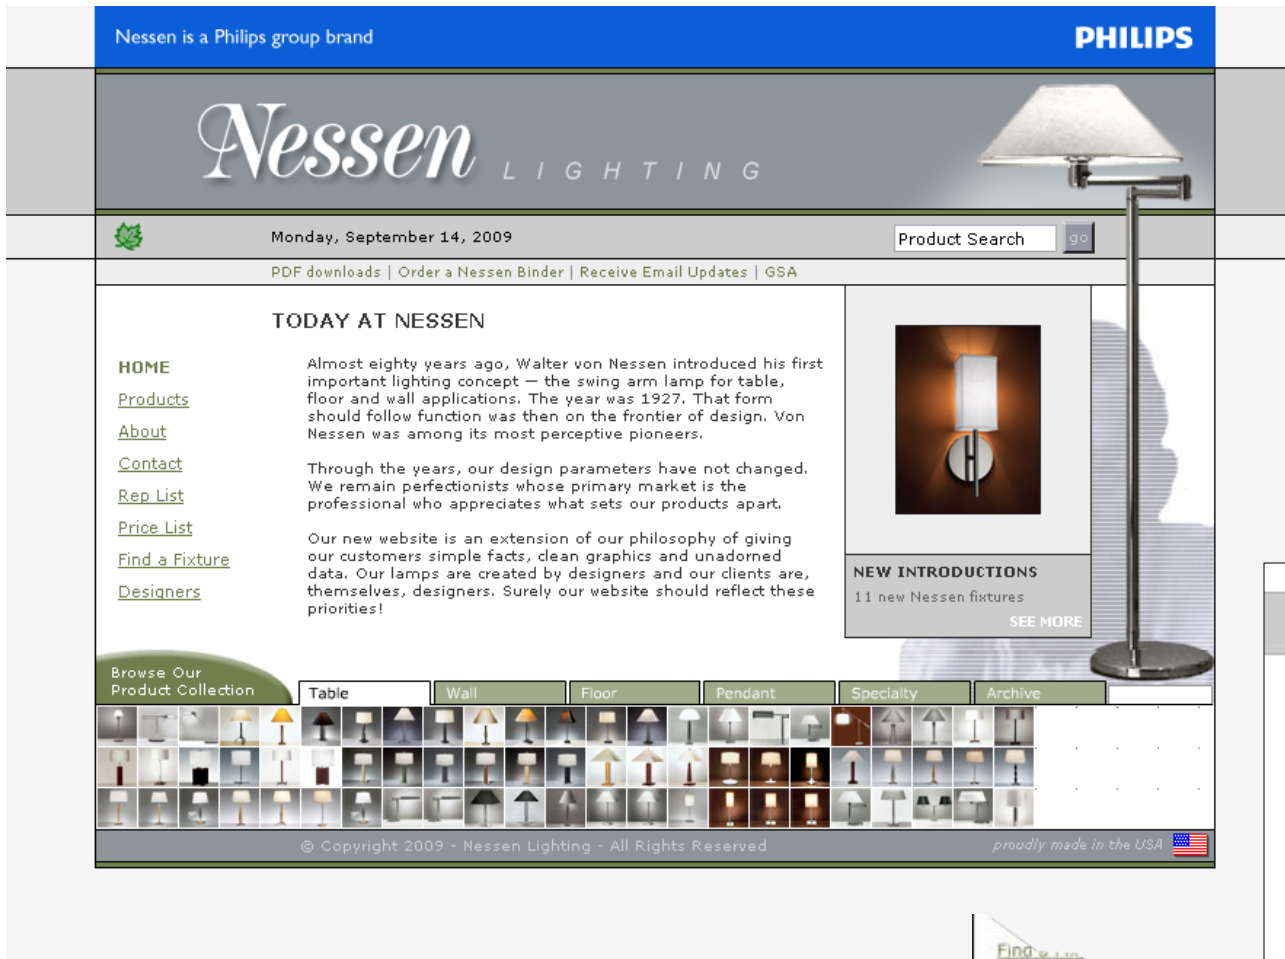 Nessen is a Philips group brand
PHILIPS
Nessen LIGHTING
Monday, September 14, 2009
Product Search
go
PDF downloads | Order a Nessen Binder | Receive Email Updates | GSA
TODAY AT NESSEN
HOME
Products
About
Contact
Rep List
Price List
Find a Fixture
Designers
Almost eighty years ago, Walter von Nessen introduced his first
important lighting concept — the swing arm lamp for table,
floor and wall applications. The year was 1927. That form
should follow function was then on the frontier of design. Von
Nessen was among its most perceptive pioneers.
Through the years, our design parameters have not changed.
We remain perfectionists whose primary market is the
professional who appreciates what sets our products apart.
Our new website is an extension of our philosophy of giving
our customers simple facts, clean graphics and unadorned
data. Our lamps are created by designers and our clients are,
themselves, designers. Surely our website should reflect these
priorities!
NEW INTRODUCTIONS
11 new Nessen fixtures
SEE MORE
Browse Our
Product Collection
Table
Wall
Floor
Pendant
Specialty
Archive
© Copyright 2009 - Nessen Lighting - All Rights Reserved
proudly made in the USA
Find